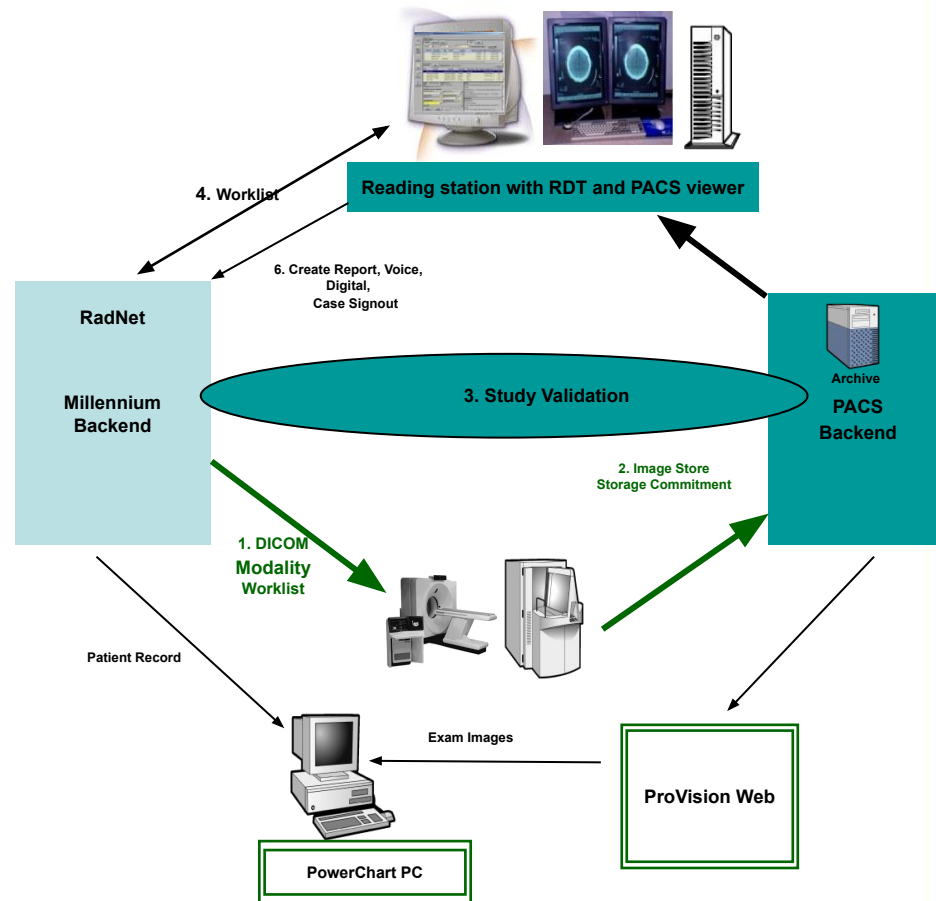 Reading station with RDT and PACS viewer
4. Worklist
6. Create Report, Voice,
Digital,
Case Signout
RadNet
Millennium
Backend
Archive
PACS
Backend
3. Study Validation
2. Image Store
Storage Commitment
1. DICOM
Modality
Worklist
Patient Record
Exam Images
ProVision Web
PowerChart PC